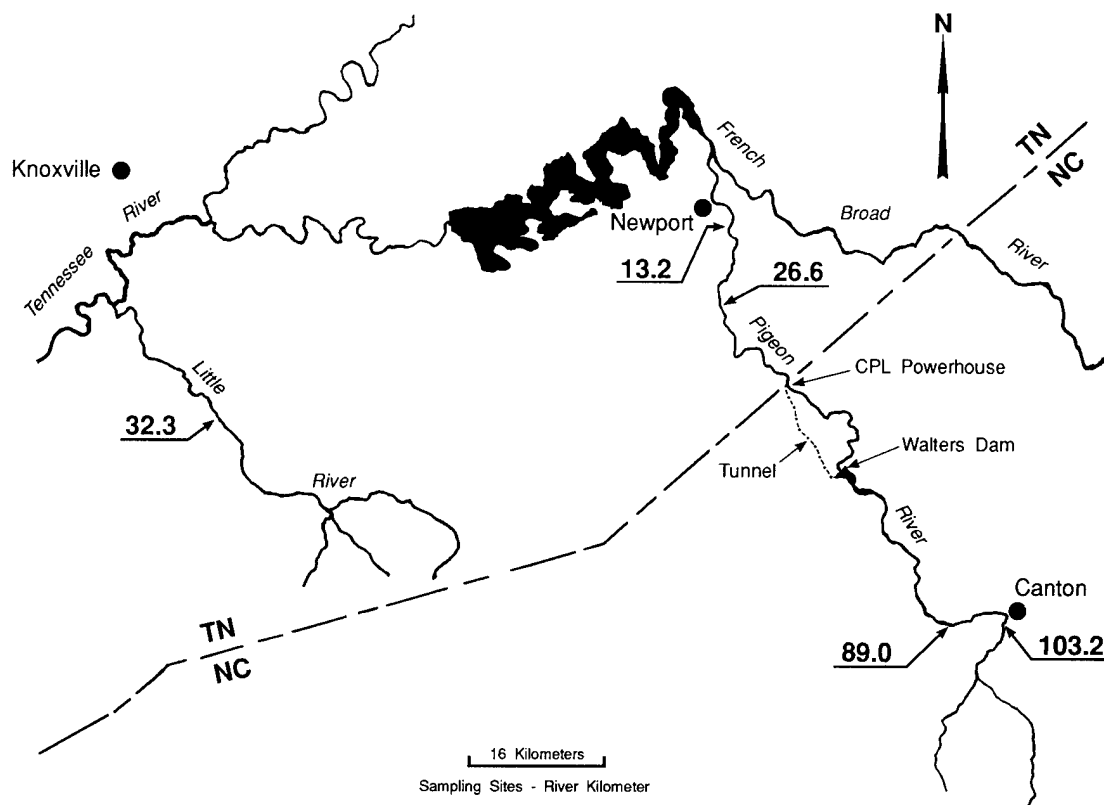 N
TN
NC
Knoxville
River
Tennessee
French
Broad
River
Newport
13.2
26.6
Pigeon
CPL Powerhouse
Little
32.3
Tunnel
Walters Dam
River
River
Canton
TN
NC
89.0
103.2
16 Kilometers
Sampling Sites - River Kilometer